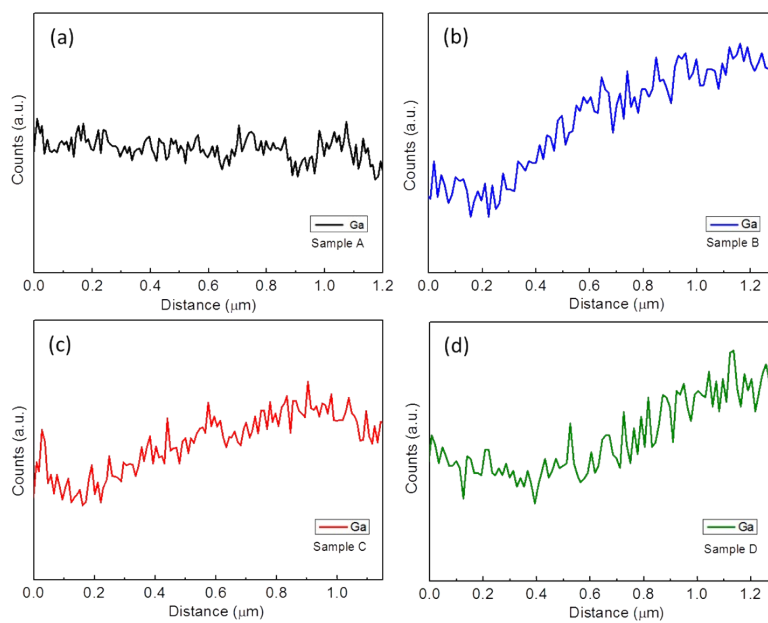 (a)
Counts (a.u.)
Ga
Sample A
0.0 0.2 0.4 0.6 0.8 1.0 1.2
Distance (μm)
(b)
Counts (a.u.)
Ga
Sample B
0.0 0.2 0.4 0.6 0.8 1.0 1.2
Distance (μm)
(c)
Counts (a.u.)
Ga
Sample C
0.0 0.2 0.4 0.6 0.8 1.0
Distance (μm)
(d)
Counts (a.u.)
Ga
Sample D
0.0 0.2 0.4 0.6 0.8 1.0 1.2
Distance (μm)